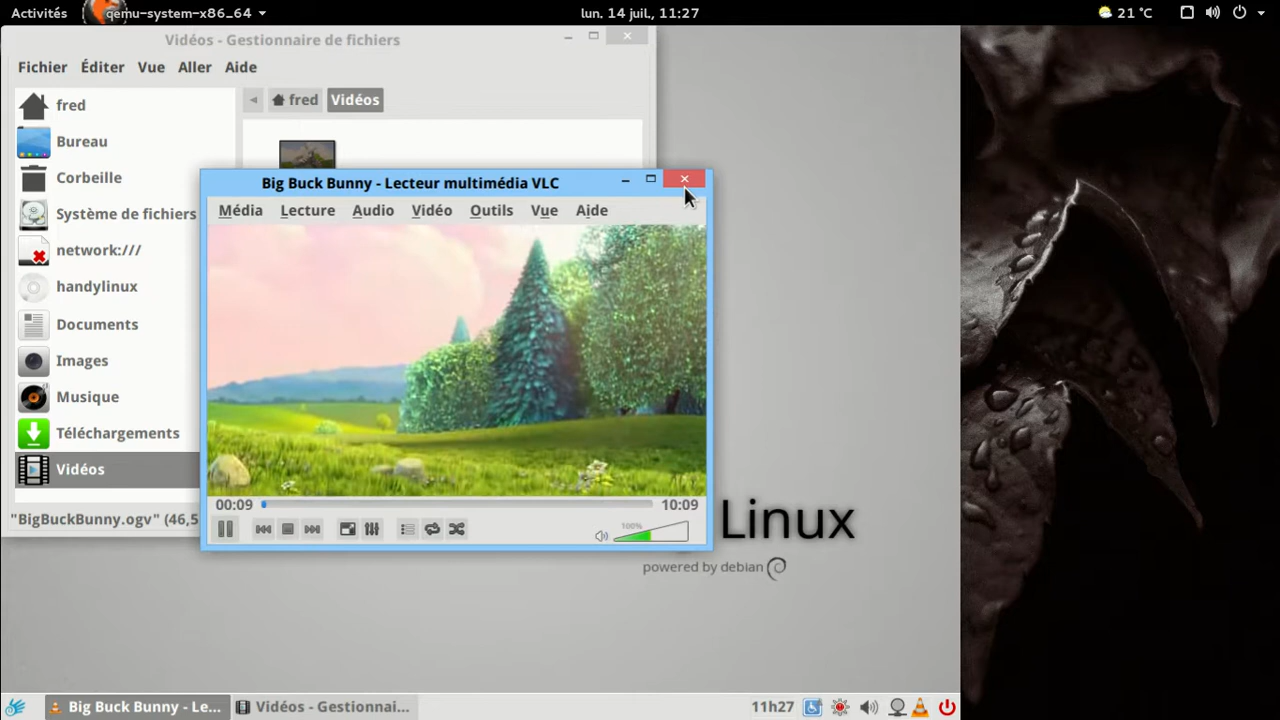 Activités
qemu-system-x86_64
lun. 14 juil., 11:27
21 °C
Vidéos - Gestionnaire de fichiers
Fichier Éditer Vue Aller Aide
fred
Bureau
Corbeille
Système de fichiers
network:///
handylinux
Documents
Images
Musique
Téléchargements
Vidéos
fred
Vidéos
"BigBuckBunny.ogv" (46,5
Big Buck Bunny - Lecteur multimédia VLC
Média Lecture Audio Vidéo Outils Vue Aide
00:09
10:09
100%
Linux
powered by debian
Big Buck Bunny - Le...
Vidéos - Gestionnai...
11h27